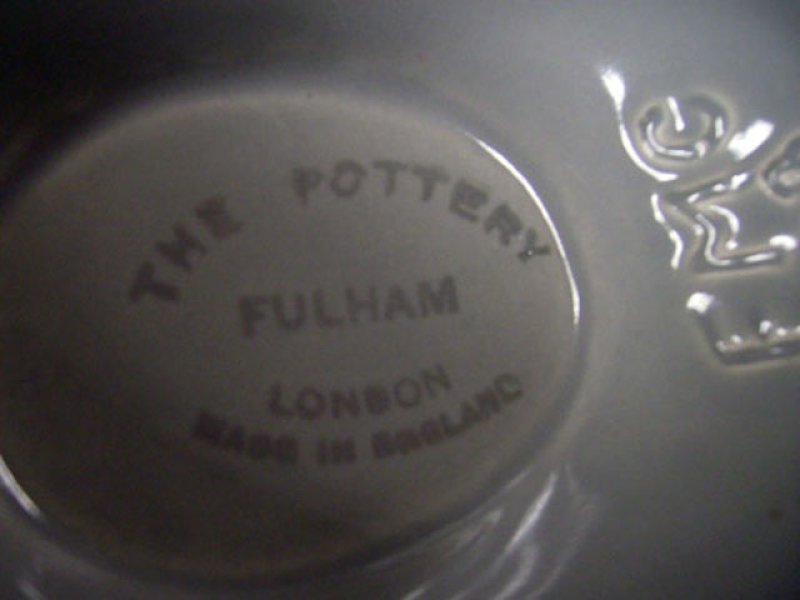 THE POTTERY
FULHAM
LONDON
MADE IN ENGLAND